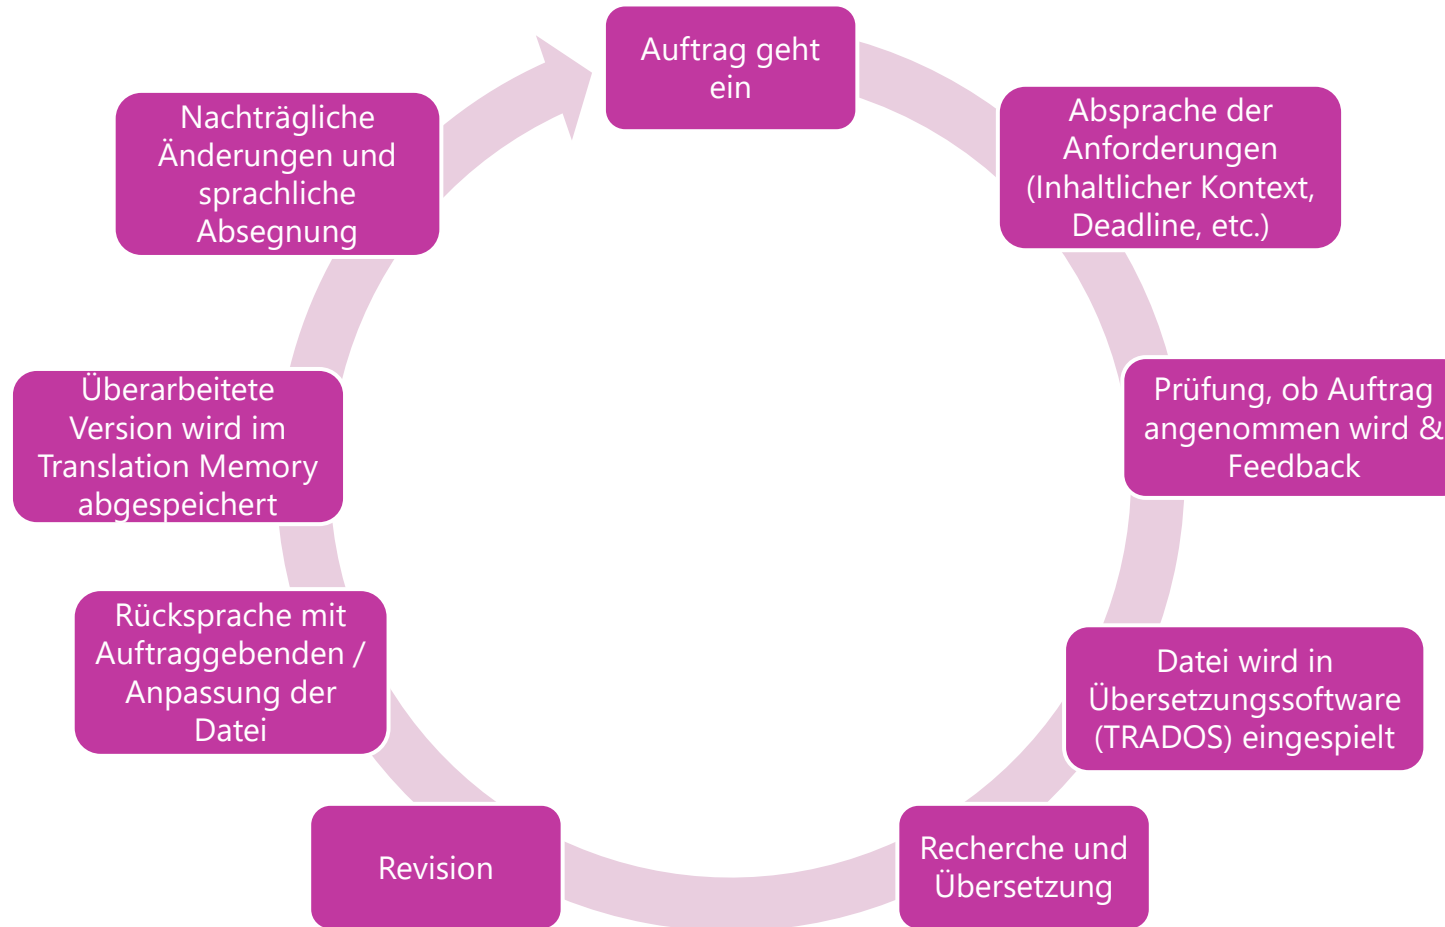 Auftrag geht
ein
Absprache der
Anforderungen
(Inhaltlicher Kontext,
Deadline, etc.)
Prüfung, ob Auftrag
angenommen wird &
Feedback
Datei wird in
Übersetzungssoftware
(TRADOS) eingespielt
Recherche und
Übersetzung
Revision
Rücksprache mit
Auftraggebenden /
Anpassung der
Datei
Überarbeitete
Version wird im
Translation Memory
abgespeichert
Nachträgliche
Änderungen und
sprachliche
Absegnung